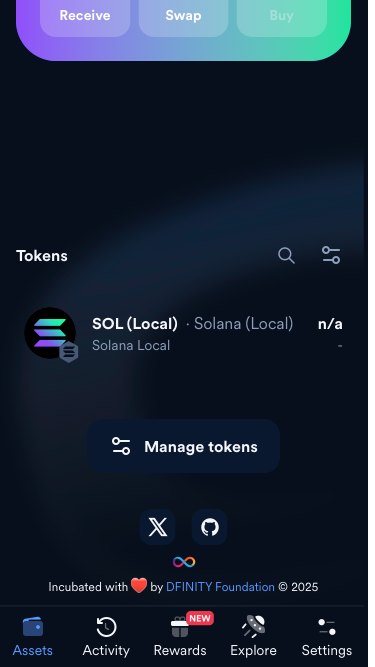 Receive Swap Buy
Tokens
SOL (Local) · Solana (Local) n/a
Solana Local -
Manage tokens
Incubated with ❤️ by DFINITY Foundation © 2025
NEW
Assets Activity Rewards Explore Settings